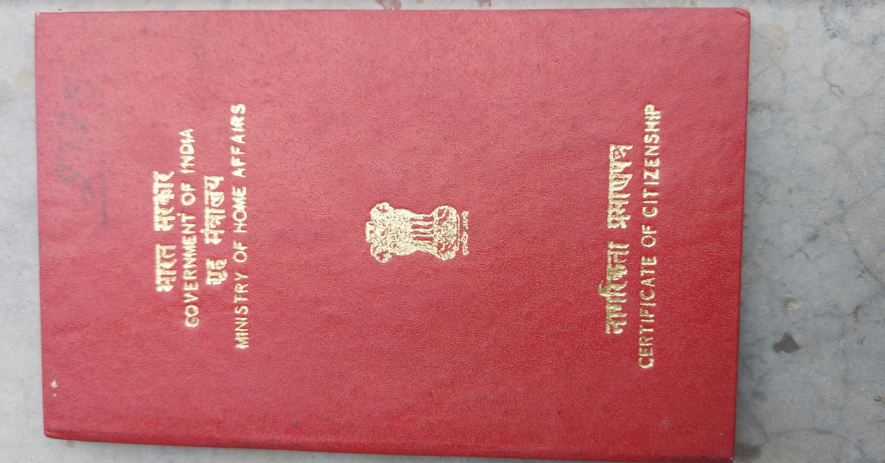 भारत सरकार
GOVERNMENT OF INDIA
गृह मंत्रालय
MINISTRY OF HOME AFFAIRS
नागरिकता प्रमाणपत्र
CERTIFICATE OF CITIZENSHIP